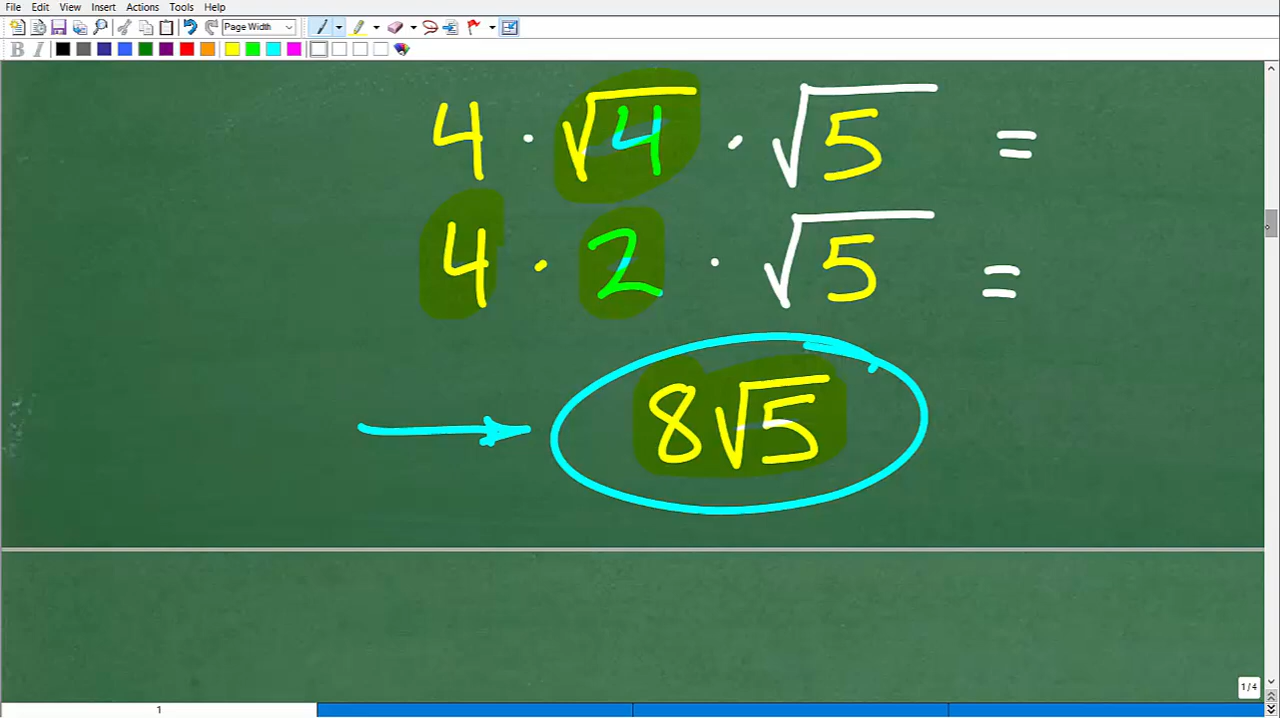 File Edit View Insert Actions Tools Help
Page Width
B I
4 · √4 · √5 =
4 · 2 · √5 =
8√5
1/4
1